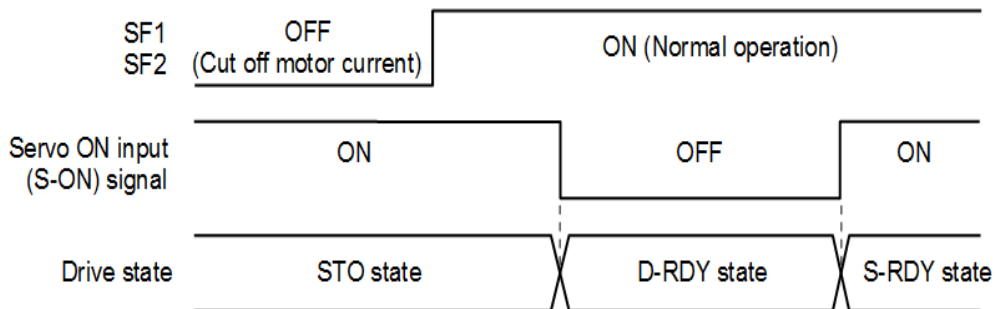 SF1
SF2
OFF
(Cut off motor current)
ON (Normal operation)
Servo ON input
(S-ON) signal
ON
OFF
ON
Drive state
STO state
D-RDY state
S-RDY state